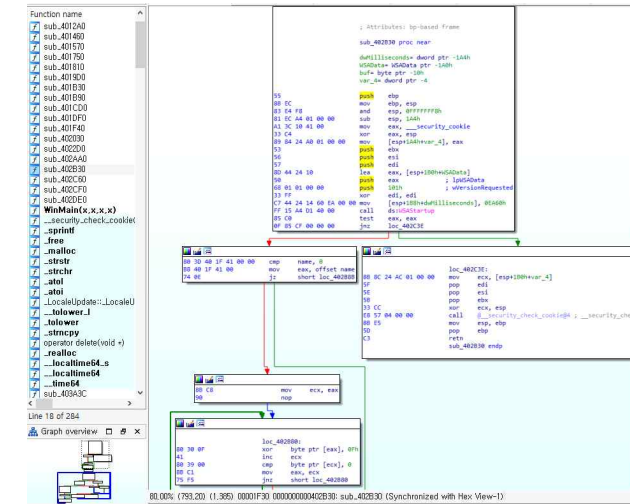 Function name
sub_4012A0
sub_401460
sub_401570
sub_401750
sub_401810
sub_4019D0
sub_401B30
sub_401B90
sub_401CD0
sub_401DF0
sub_401F40
sub_402090
sub_4022D0
sub_402AA0
sub_402B30
sub_402C60
sub_402CF0
sub_402DE0
WinMain(x,x,x,x)
__security_check_cookie(
_sprintf
_free
_malloc
_strstr
_strchr
_atol
_atoi
_LocaleUpdate::_LocaleU
__tolower_l
_tolower
_strncpy
operator delete(void *)
_realloc
__localtime64_s
__localtime64
__time64
sub_403A3C
Line 18 of 284
Graph overview
; Attributes: bp-based frame
sub_402B30 proc near
dwMilliseconds= dword ptr -1A4h
WSAData= WSAData ptr -1A0h
buf= byte ptr -10h
var_4= dword ptr -4
55 push ebp
8B EC mov ebp, esp
83 E4 F8 and esp, 0FFFFFFF8h
81 EC A4 01 00 00 sub esp, 1A4h
A1 3C 10 41 00 mov eax, ___security_cookie
33 C4 xor eax, esp
89 84 24 A0 01 00 00 mov [esp+1A4h+var_4], eax
53 push ebx
56 push esi
57 push edi
8D 44 24 10 lea eax, [esp+1B0h+WSAData]
50 push eax ; lpWSAData
68 01 01 00 00 push 101h ; wVersionRequested
33 FF xor edi, edi
C7 44 24 14 60 EA 00 00 mov [esp+1B8h+dwMilliseconds], 0EA60h
FF 15 A4 D1 40 00 call ds:WSAStartup
85 C0 test eax, eax
0F 85 CF 00 00 00 jnz loc_402C3E
80 3D 40 1F 41 00 00 cmp name, 0
B8 40 1F 41 00 mov eax, offset name
74 0E jz short loc_402B8B
loc_402C3E:
8B 8C 24 AC 01 00 00 mov ecx, [esp+1B0h+var_4]
5F pop edi
5E pop esi
5B pop ebx
33 CC xor ecx, esp
E8 57 04 00 00 call @__security_check_cookie@4 ; __security_che
8B E5 mov esp, ebp
5D pop ebp
C3 retn
sub_402B30 endp
8B C8 mov ecx, eax
90 nop
loc_402B80:
80 30 0F xor byte ptr [eax], 0Fh
41 inc ecx
80 39 00 cmp byte ptr [ecx], 0
8B C1 mov eax, ecx
75 F5 jnz short loc_402B80
80.00% (793,20) (1,385) 00001F30 0000000000402B30: sub_402B30 (Synchronized with Hex View-1)